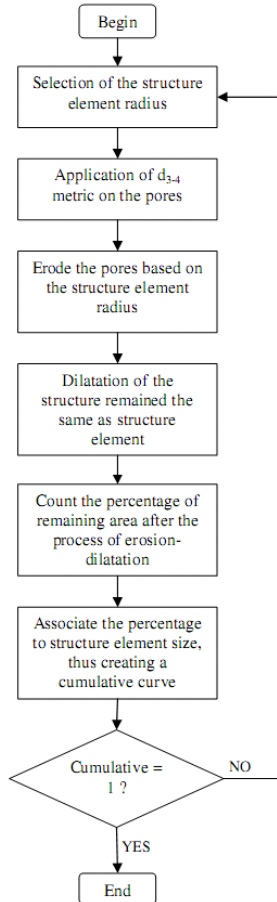 Begin
Selection of the structure
element radius
Application of d3-4
metric on the pores
Erode the pores based on
the structure element
radius
Dilatation of the
structure remained the
same as structure
element
Count the percentage of
remaining area after the
process of erosion-
dilatation
Associate the percentage
to structure element size,
thus creating a
cumulative curve
Cumulative =
1 ?
NO
YES
End